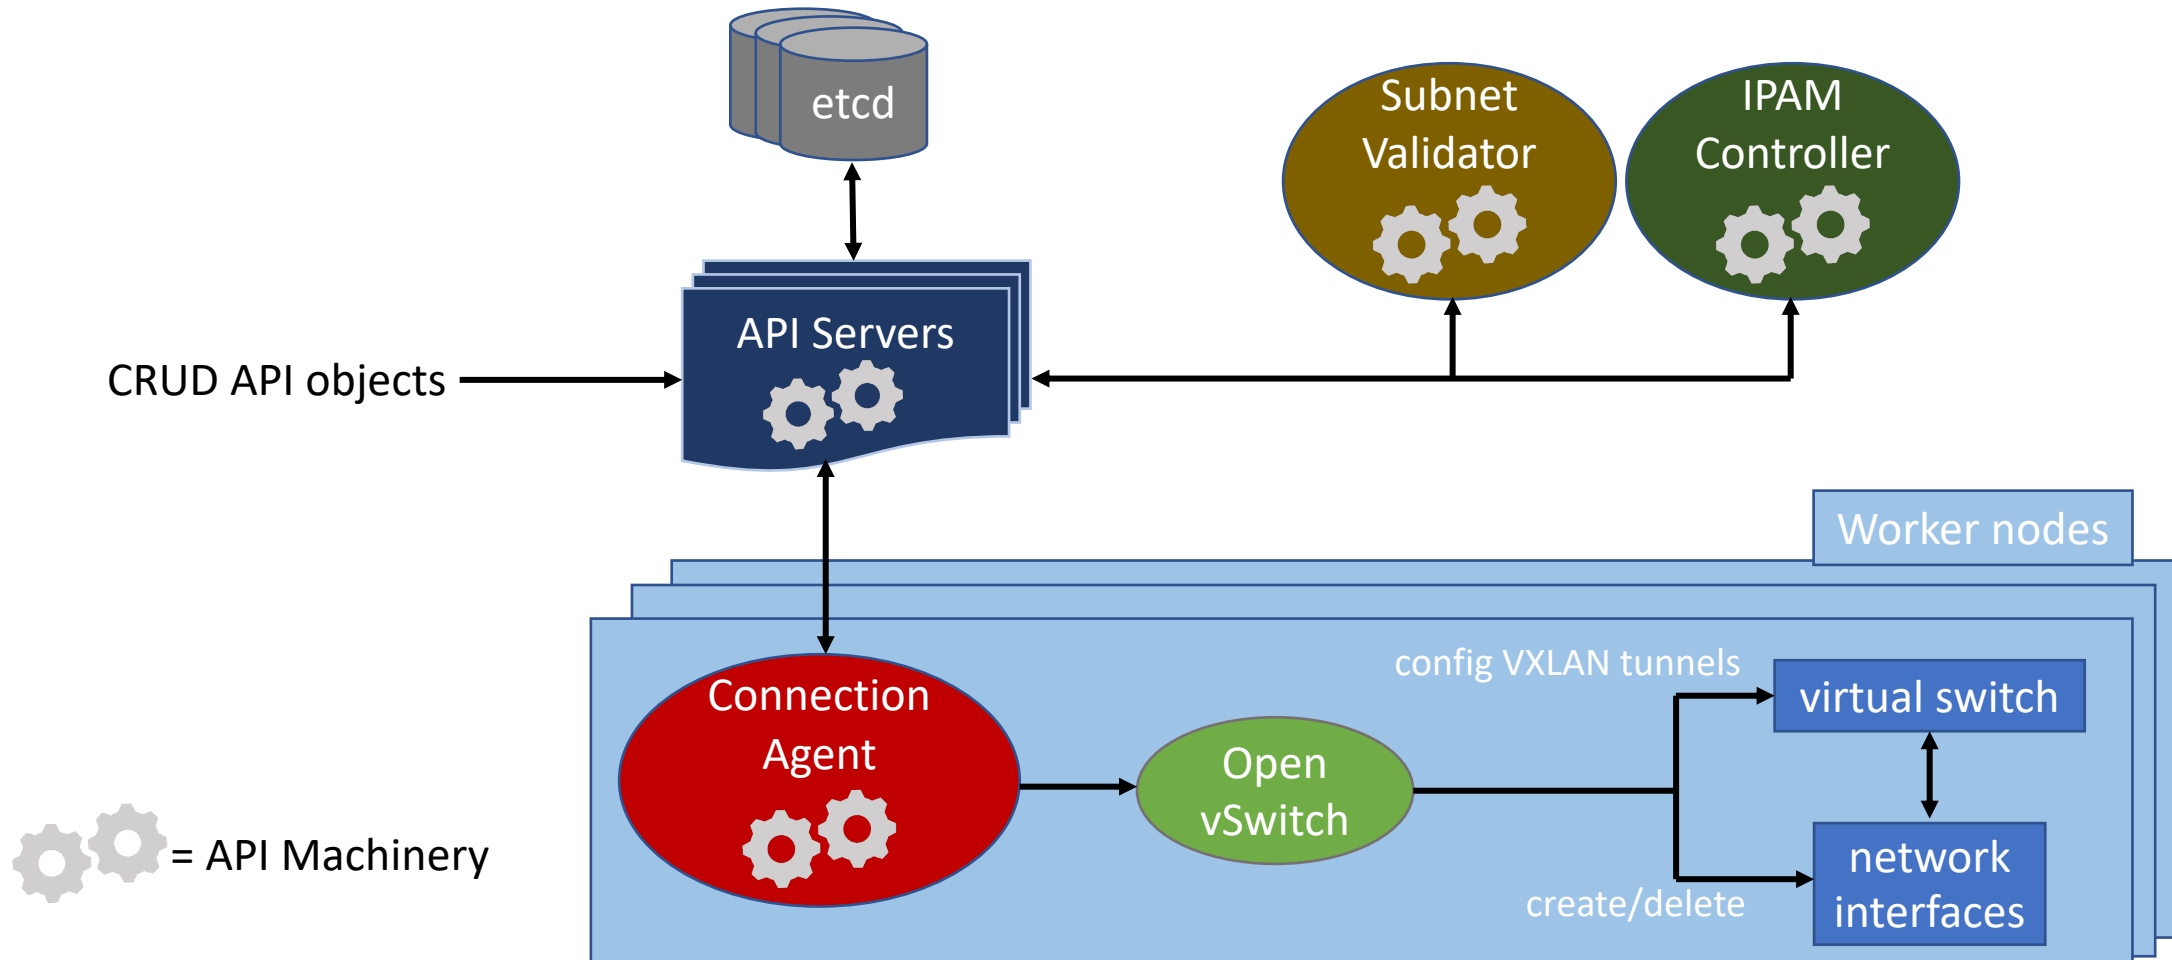 etcd
Subnet
Validator
IPAM
Controller
API Servers
CRUD API objects
Worker nodes
config VXLAN tunnels
virtual switch
Connection
Agent
Open
vSwitch
network
interfaces
create/delete
= API Machinery